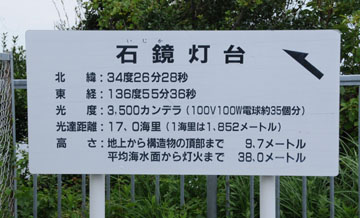 いじか
石鏡灯台
北　緯：34度26分28秒
東　経：136度55分36秒
光　度：3,500カンデラ（100V100W電球約35個分）
光達距離：17.0海里（1海里は1,852メートル）
高　さ：地上から構造物の頂部まで　9.7メートル
平均海水面から灯火まで　38.0メートル